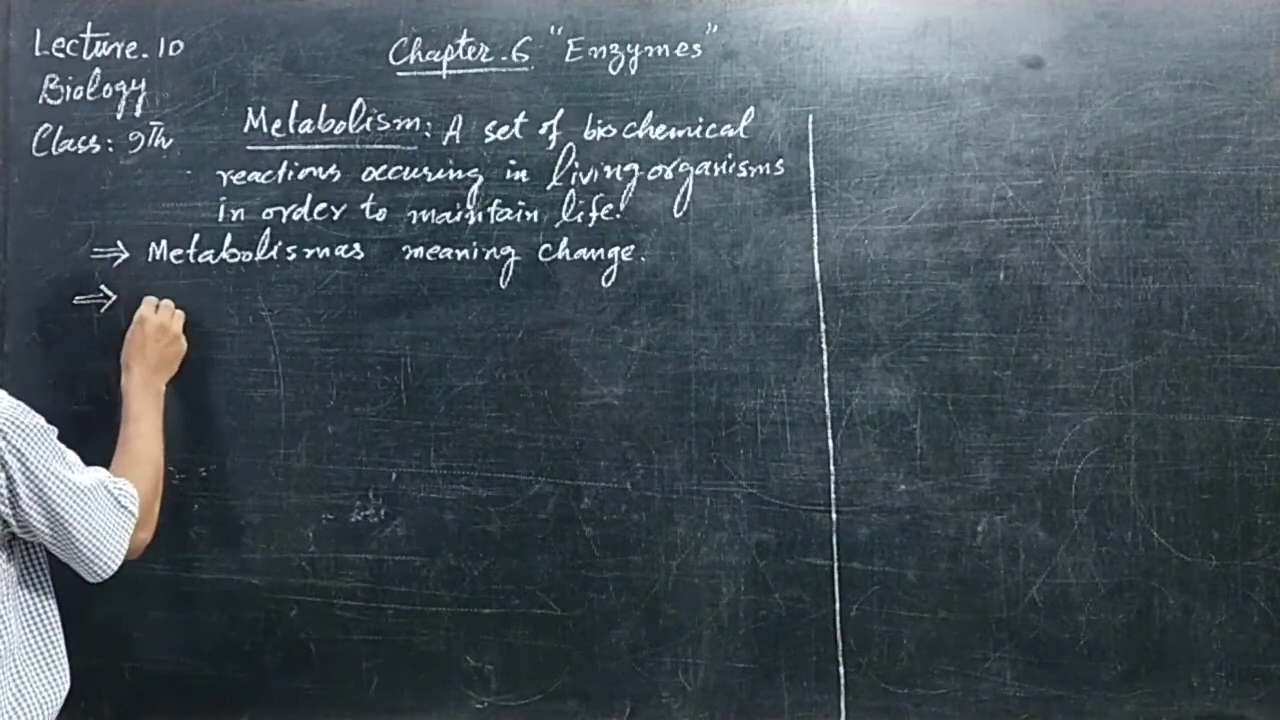 Lecture.10
Chapter.6 "Enzymes"
Biology
Class: 9Th
Metabolism: A set of biochemical
reactions occuring in living organisms
in order to maintain life.
⇒ Metabolismas meaning change.
⇒